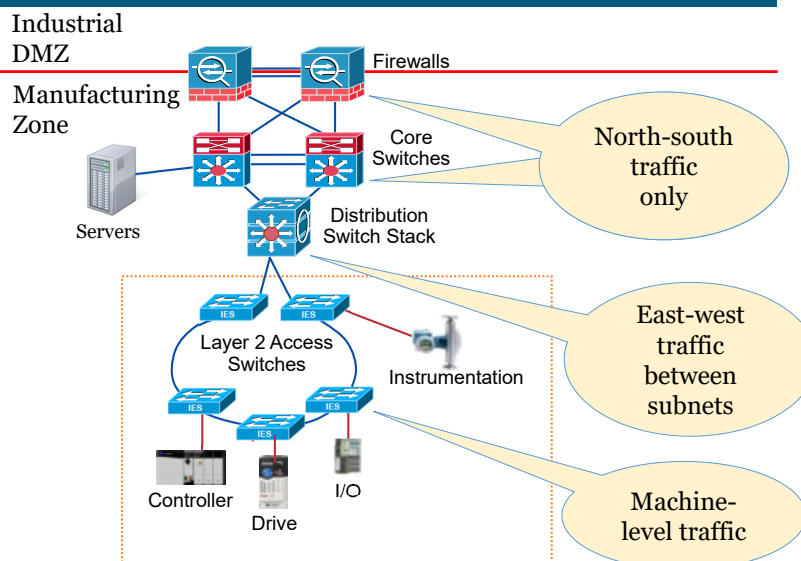 Industrial
DMZ
Firewalls
Manufacturing
Zone
Core
Switches
North-south
traffic
only
Servers
Distribution
Switch Stack
IES
IES
Layer 2 Access
Switches
Instrumentation
East-west
traffic
between
subnets
IES
IES
IES
Controller
Drive
I/O
Machine-
level traffic